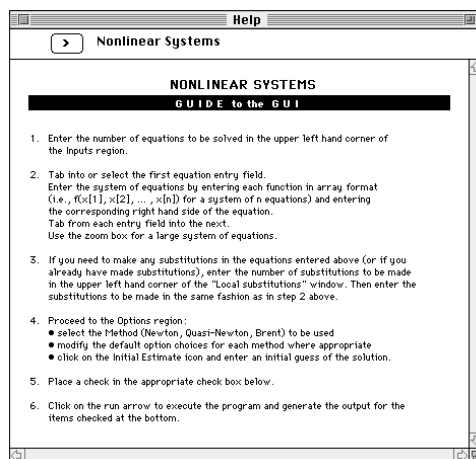 Help
> Nonlinear Systems
NONLINEAR SYSTEMS
GUIDE to the GUI
1. Enter the number of equations to be solved in the upper left hand corner of
the Inputs region.
2. Tab into or select the first equation entry field.
Enter the system of equations by entering each function in array format
(i.e., f(x[1], x[2], ... , x[n]) for a system of n equations) and entering
the corresponding right hand side of the equation.
Tab from each entry field into the next.
Use the zoom box for a large system of equations.
3. If you need to make any substitutions in the equations entered above (or if you
already have made substitutions), enter the number of substitutions to be made
in the upper left hand corner of the "Local substitutions" window. Then enter the
substitutions to be made in the same fashion as in step 2 above.
4. Proceed to the Options region:
● select the Method (Newton, Quasi-Newton, Brent) to be used
● modify the default option choices for each method where appropriate
● click on the Initial Estimate icon and enter an initial guess of the solution.
5. Place a check in the appropriate check box below.
6. Click on the run arrow to execute the program and generate the output for the
items checked at the bottom.